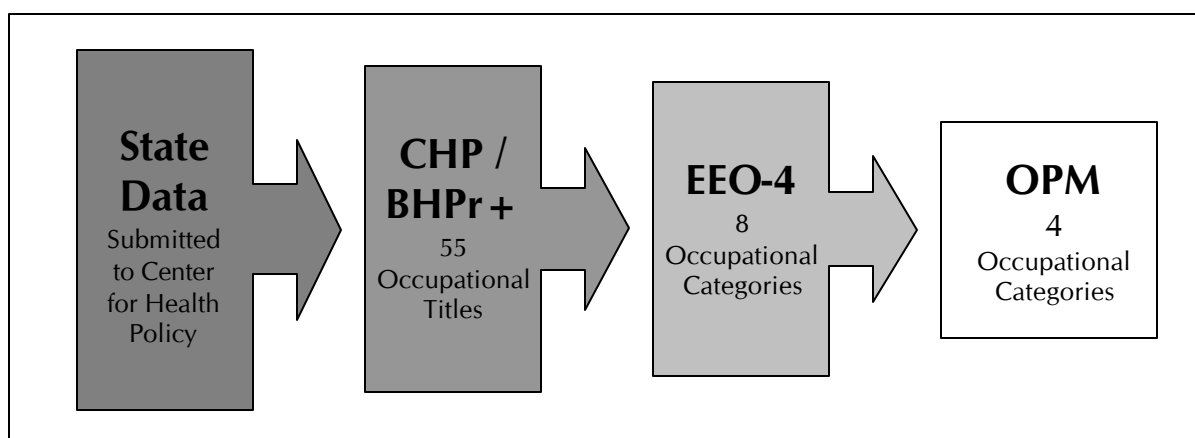 State
Data
Submitted
to Center
for Health
Policy
CHP /
BHPr +
55
Occupational
Titles
EEO-4
8
Occupational
Categories
OPM
4
Occupational
Categories